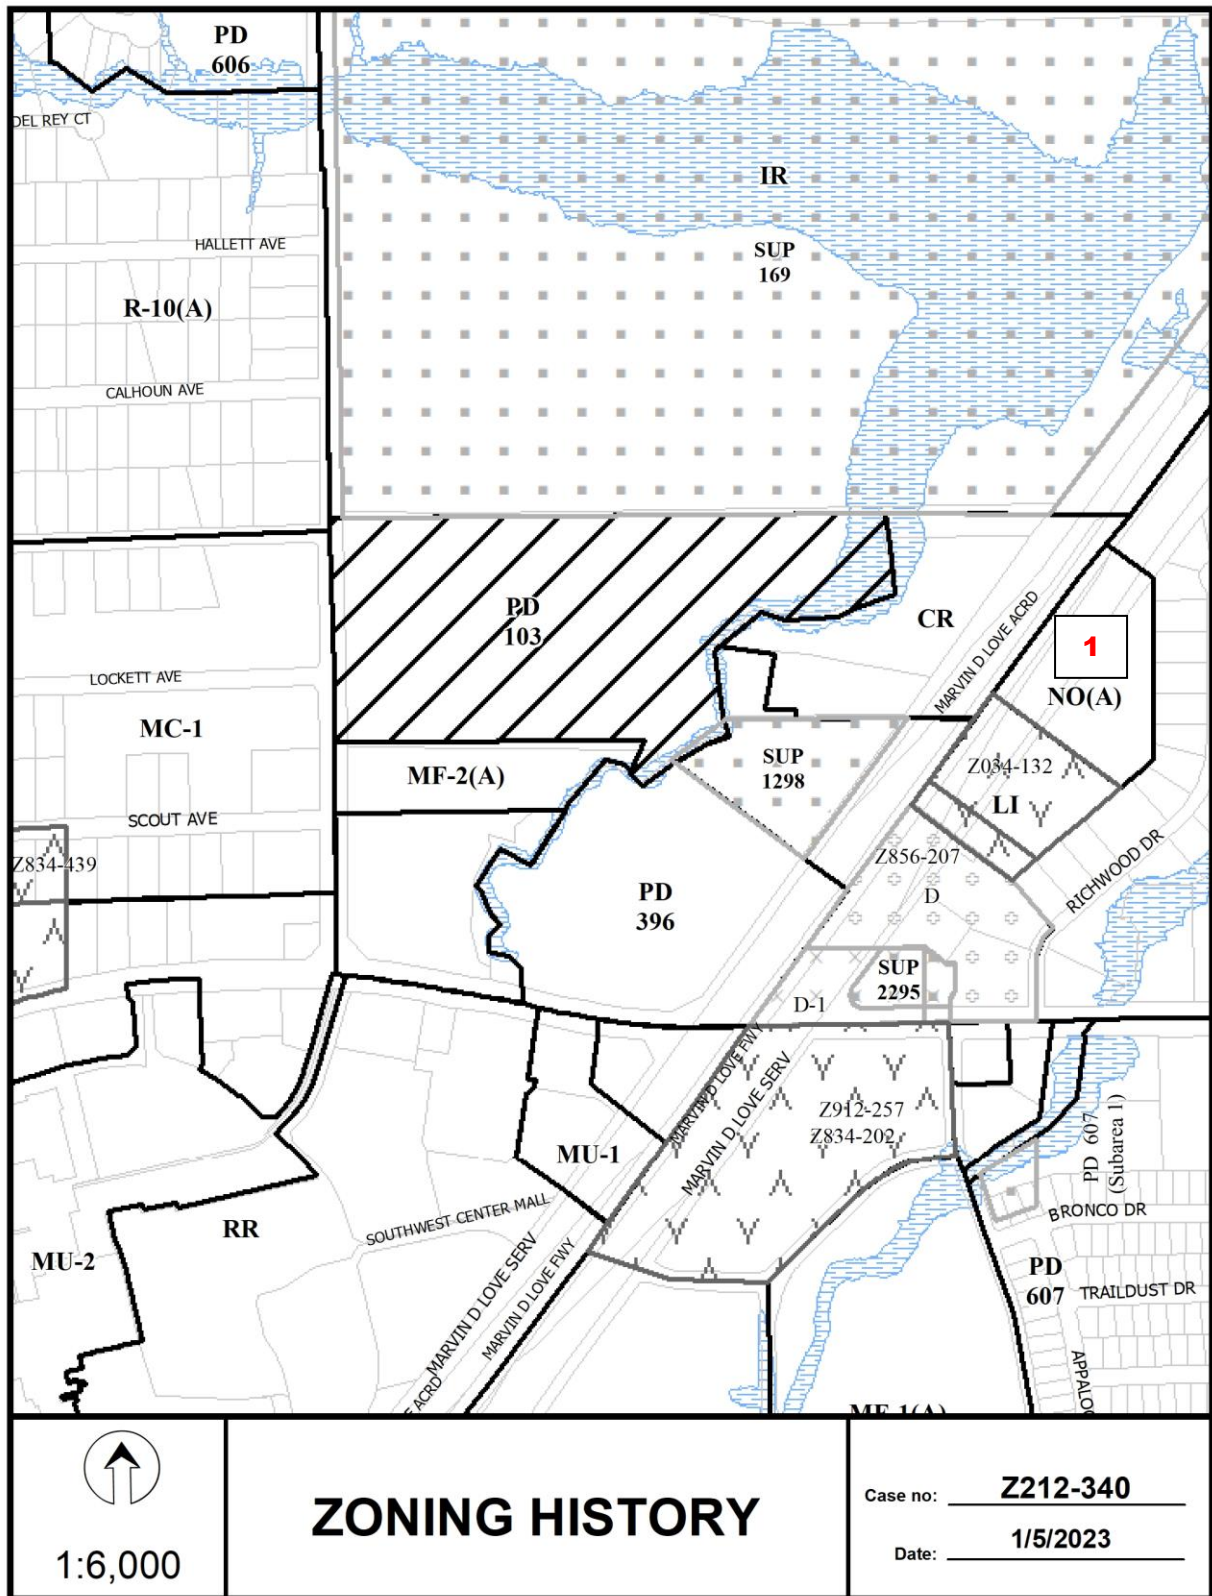 PD
606
DEL REY CT
IR
HALLETT AVE
SUP
169
R-10(A)
CALHOUN AVE
PD
103
CR
MARVIN D LOVE ACRD
1
NO(A)
LOCKETT AVE
MC-1
MF-2(A)
SUP
1298
Z034-132
LI
SCOUT AVE
Z834-439
Z856-207
D
RICHWOOD DR
PD
396
SUP
2295
D-1
MARVIN D LOVE FWY
MARVIN D LOVE SERV
Z912-257
Z834-202
PD 607
(Subarea 1)
MU-1
BRONCO DR
SOUTHWEST CENTER MALL
RR
MU-2
MARVIN D LOVE SERV
MARVIN D LOVE FWY
PD
607
TRAILDUST DR
ACRD
MF-1(A)
1:6,000
ZONING HISTORY
Case no: Z212-340
Date: 1/5/2023